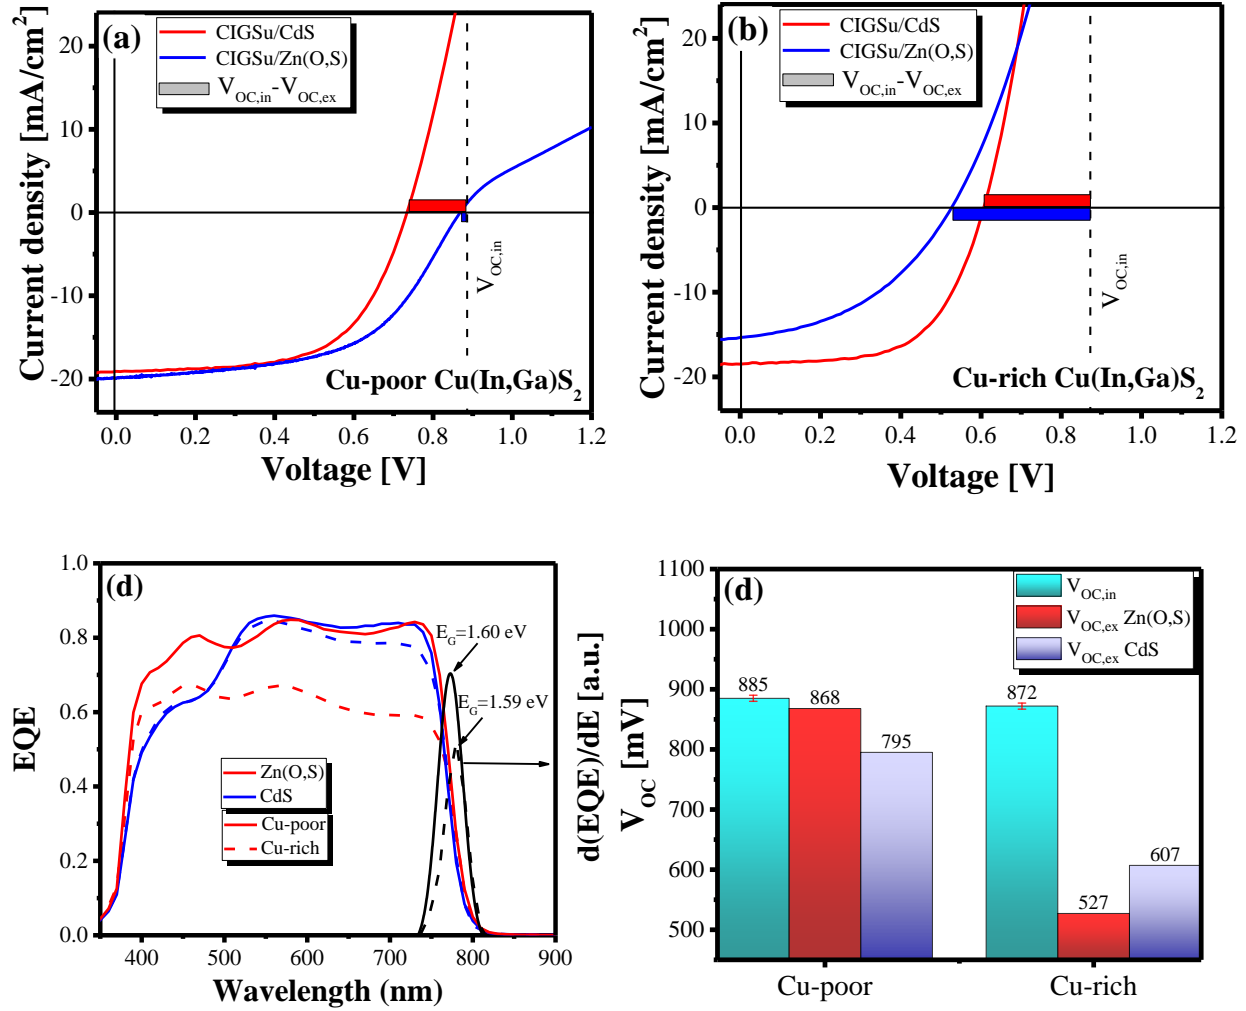 (a)
CIGSu/CdS
CIGSu/Zn(O,S)
V_OC,in-V_OC,ex
Current density [mA/cm²]
20
10
0
-10
-20
V_OC,in
Cu-poor Cu(In,Ga)S₂
0.0 0.2 0.4 0.6 0.8 1.0 1.2
Voltage [V]
(b)
CIGSu/CdS
CIGSu/Zn(O,S)
V_OC,in-V_OC,ex
Current density [mA/cm²]
20
10
0
-10
-20
V_OC,in
Cu-rich Cu(In,Ga)S₂
0.0 0.2 0.4 0.6 0.8 1.0 1.2
Voltage [V]
(d)
EQE
1.0
0.8
0.6
0.4
0.2
0.0
E_G=1.60 eV
E_G=1.59 eV
Zn(O,S)
CdS
Cu-poor
Cu-rich
d(EQE)/dE [a.u.]
400 500 600 700 800 900
Wavelength (nm)
(d)
V_OC,in
V_OC,ex Zn(O,S)
V_OC,ex CdS
V_OC [mV]
1100
1000
900
800
700
600
500
885
868
795
872
527
607
Cu-poor Cu-rich